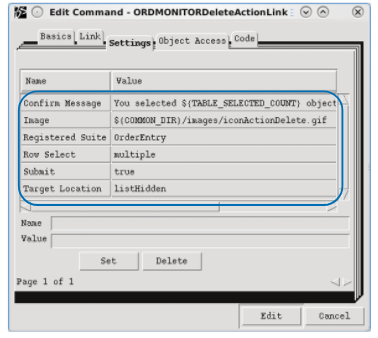 Edit Command - ORDMONITORDeleteActionLink
Basics Link Settings Object Access Code
Name Value
Confirm Message You selected ${TABLE_SELECTED_COUNT} object
Image ${COMMON_DIR}/images/iconActionDelete.gif
Registered Suite OrderEntry
Row Select multiple
Submit true
Target Location listHidden
Name
Value
Set Delete
Page 1 of 1
Edit Cancel